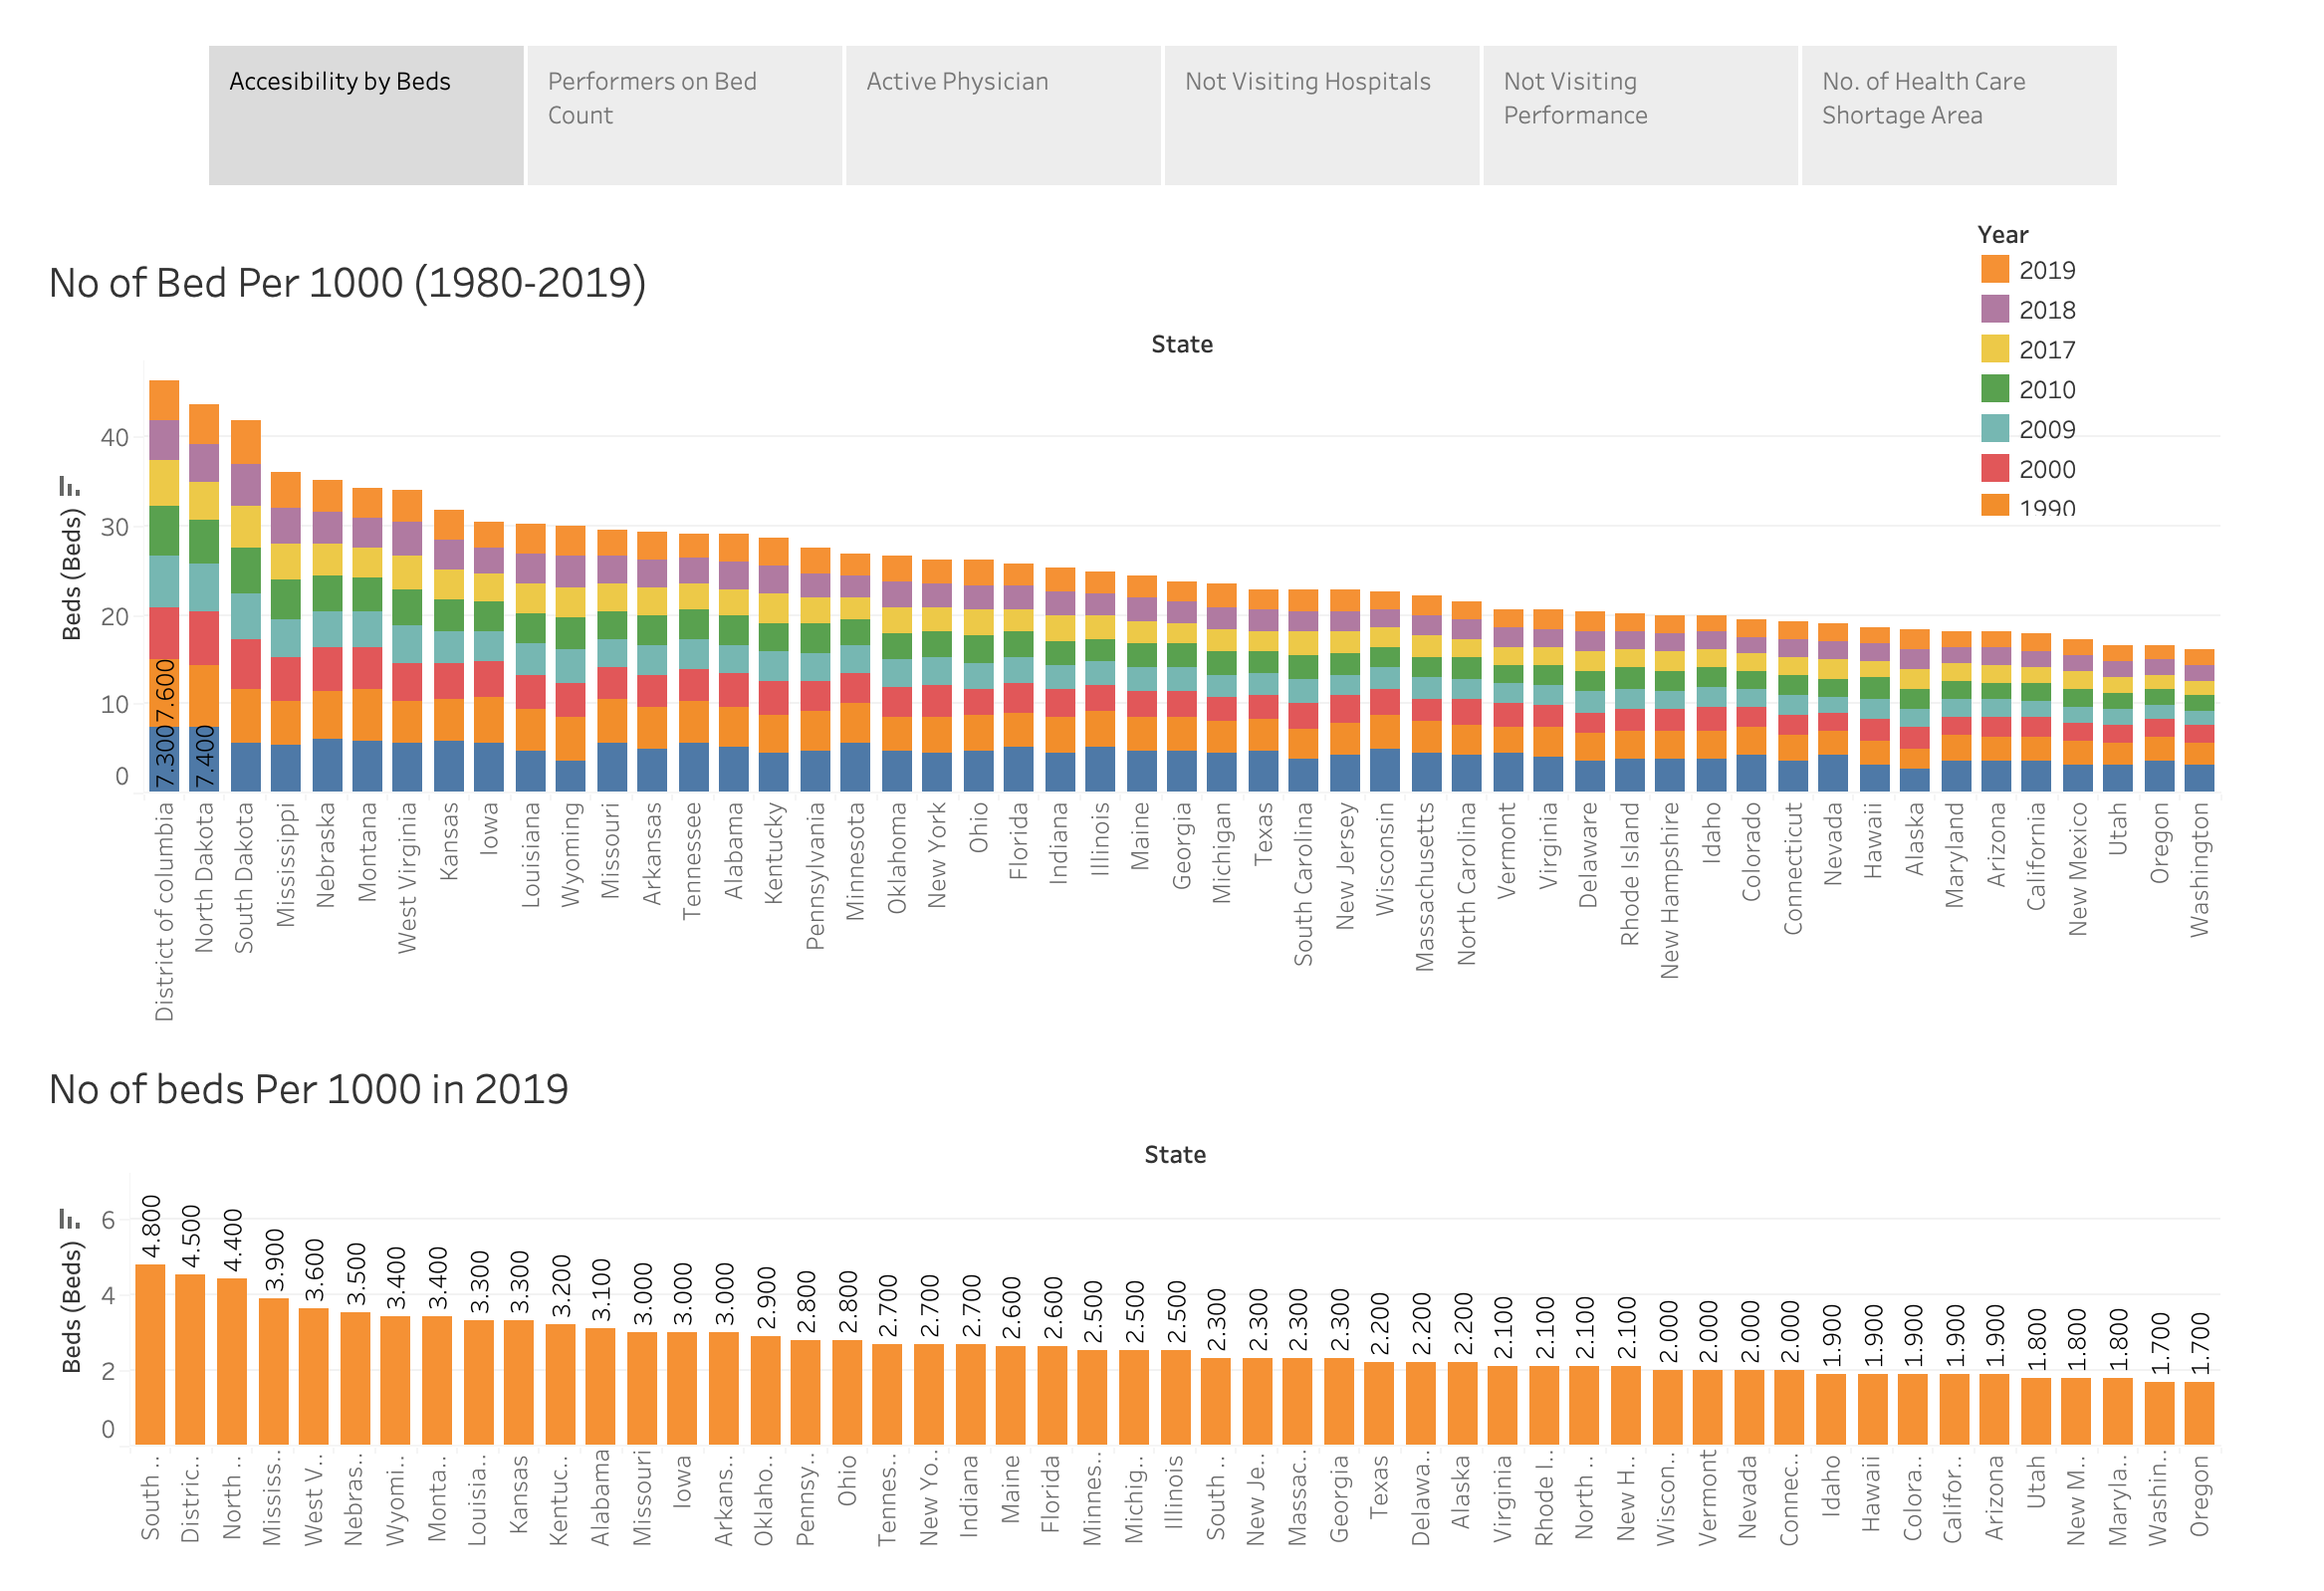 Accesibility by Beds
Performers on Bed
Count
Active Physician
Not Visiting Hospitals
Not Visiting
Performance
No. of Health Care
Shortage Area
Year
2019
2018
2017
2010
2009
2000
1990
No of Bed Per 1000 (1980-2019)
State
Beds (Beds)
40
30
20
10
0
7.300
7.600
7.400
District of columbia
North Dakota
South Dakota
Mississippi
Nebraska
Montana
West Virginia
Kansas
Iowa
Louisiana
Wyoming
Missouri
Arkansas
Tennessee
Alabama
Kentucky
Pennsylvania
Minnesota
Oklahoma
New York
Ohio
Florida
Indiana
Illinois
Maine
Georgia
Michigan
Texas
South Carolina
New Jersey
Wisconsin
Massachusetts
North Carolina
Vermont
Virginia
Delaware
Rhode Island
New Hampshire
Idaho
Colorado
Connecticut
Nevada
Hawaii
Alaska
Maryland
Arizona
California
New Mexico
Utah
Oregon
Washington
No of beds Per 1000 in 2019
State
Beds (Beds)
6
4
2
0
4.800
4.500
4.400
3.900
3.600
3.500
3.400
3.400
3.300
3.300
3.200
3.100
3.000
3.000
3.000
2.900
2.800
2.800
2.700
2.700
2.700
2.600
2.600
2.500
2.500
2.500
2.300
2.300
2.300
2.300
2.200
2.200
2.200
2.100
2.100
2.100
2.100
2.000
2.000
2.000
2.000
1.900
1.900
1.900
1.900
1.900
1.800
1.800
1.800
1.700
1.700
South ..
Distric..
North ..
Mississ..
West V..
Nebras..
Wyomi..
Monta..
Louisia..
Kansas
Kentuc..
Alabama
Missouri
Iowa
Arkans..
Oklaho..
Pennsy..
Ohio
Tennes..
New Yo..
Indiana
Maine
Florida
Minnes..
Michig..
Illinois
South ..
New Je..
Massac..
Georgia
Texas
Delawa..
Alaska
Virginia
Rhode I..
North ..
New H..
Wiscon..
Vermont
Nevada
Connec..
Idaho
Hawaii
Colora..
Califor..
Arizona
Utah
New M..
Maryla..
Washin..
Oregon